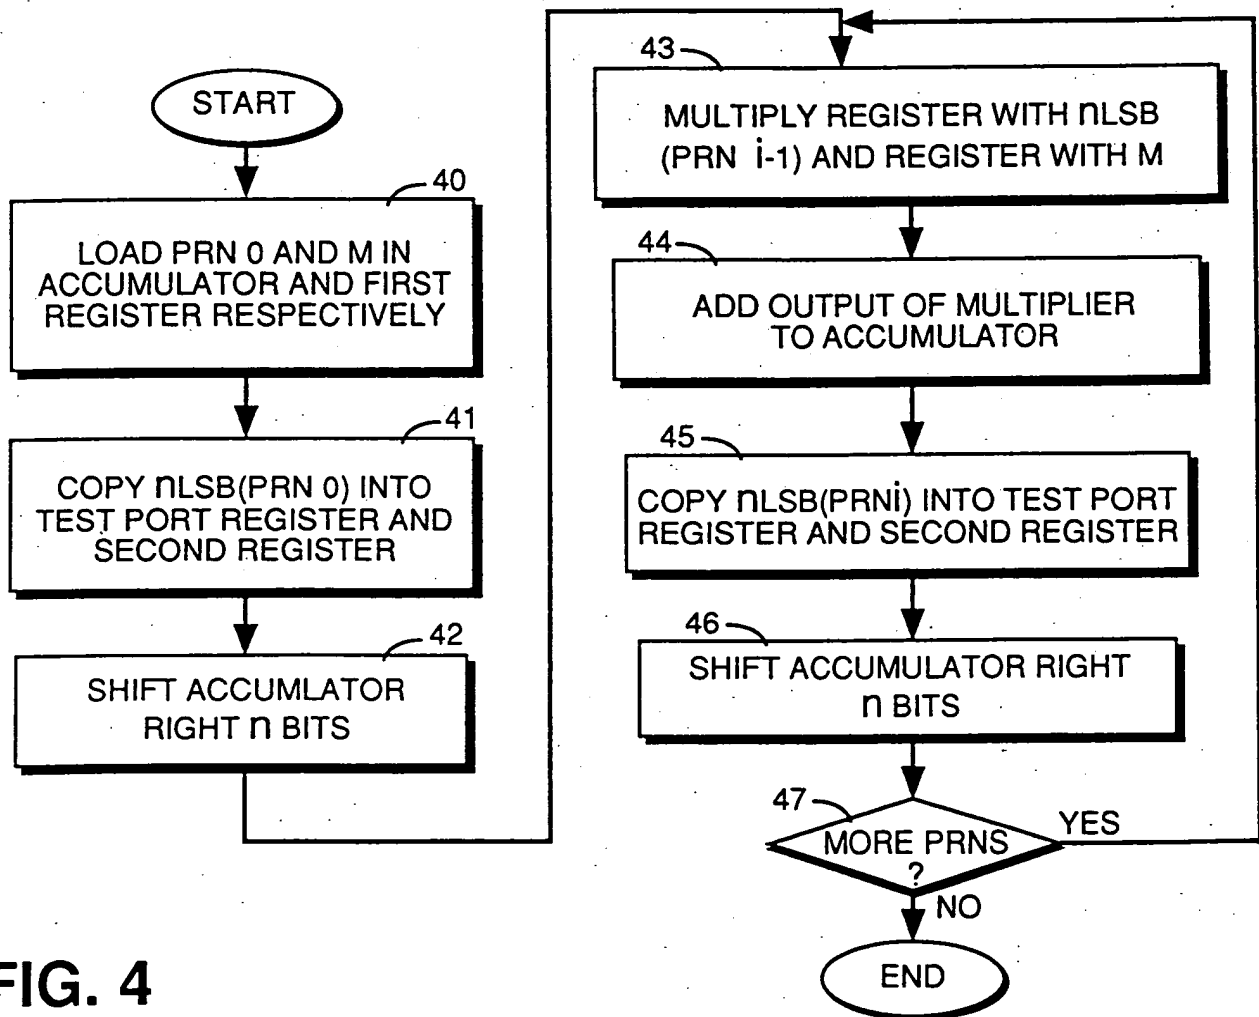 START
40
LOAD PRN 0 AND M IN
ACCUMULATOR AND FIRST
REGISTER RESPECTIVELY
41
COPY nLSB(PRN 0) INTO
TEST PORT REGISTER AND
SECOND REGISTER
42
SHIFT ACCUMLATOR
RIGHT n BITS
43
MULTIPLY REGISTER WITH nLSB
(PRN i-1) AND REGISTER WITH M
44
ADD OUTPUT OF MULTIPLIER
TO ACCUMULATOR
45
COPY nLSB(PRNi) INTO TEST PORT
REGISTER AND SECOND REGISTER
46
SHIFT ACCUMULATOR RIGHT
n BITS
47
MORE PRNS
?
YES
NO
END
FIG. 4